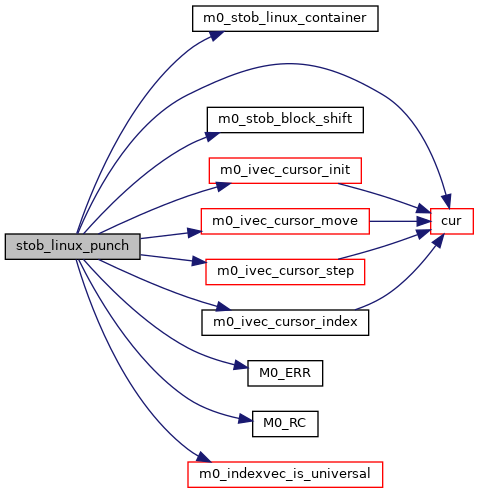 m0_stob_linux_container
m0_stob_block_shift
m0_ivec_cursor_init
m0_ivec_cursor_move
cur
stob_linux_punch
m0_ivec_cursor_step
m0_ivec_cursor_index
M0_ERR
M0_RC
m0_indexvec_is_universal